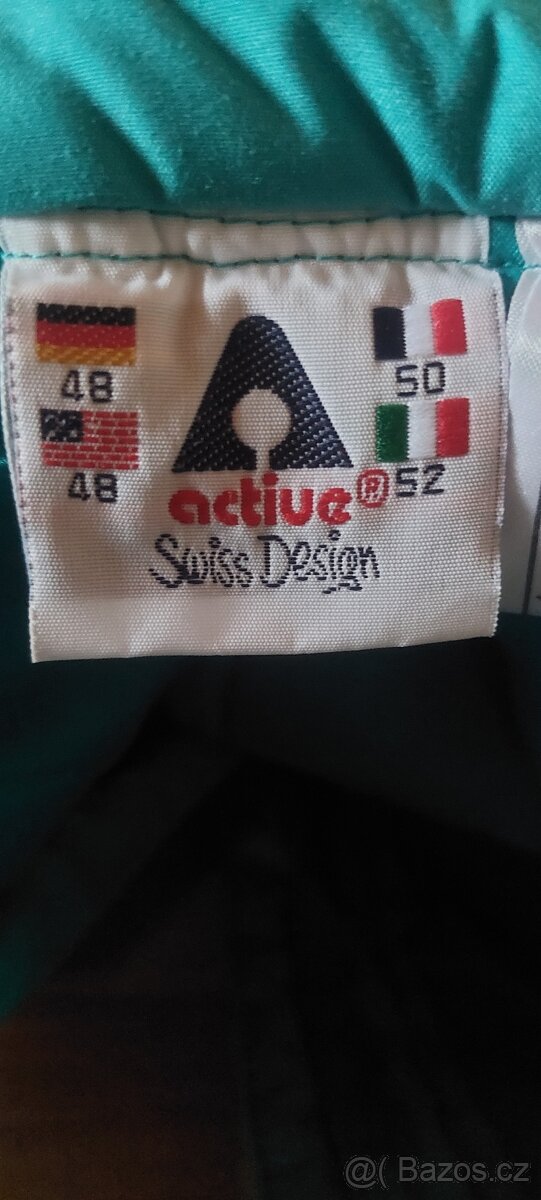 48
50
48
active® 52
Swiss Design
@( Bazos.cz